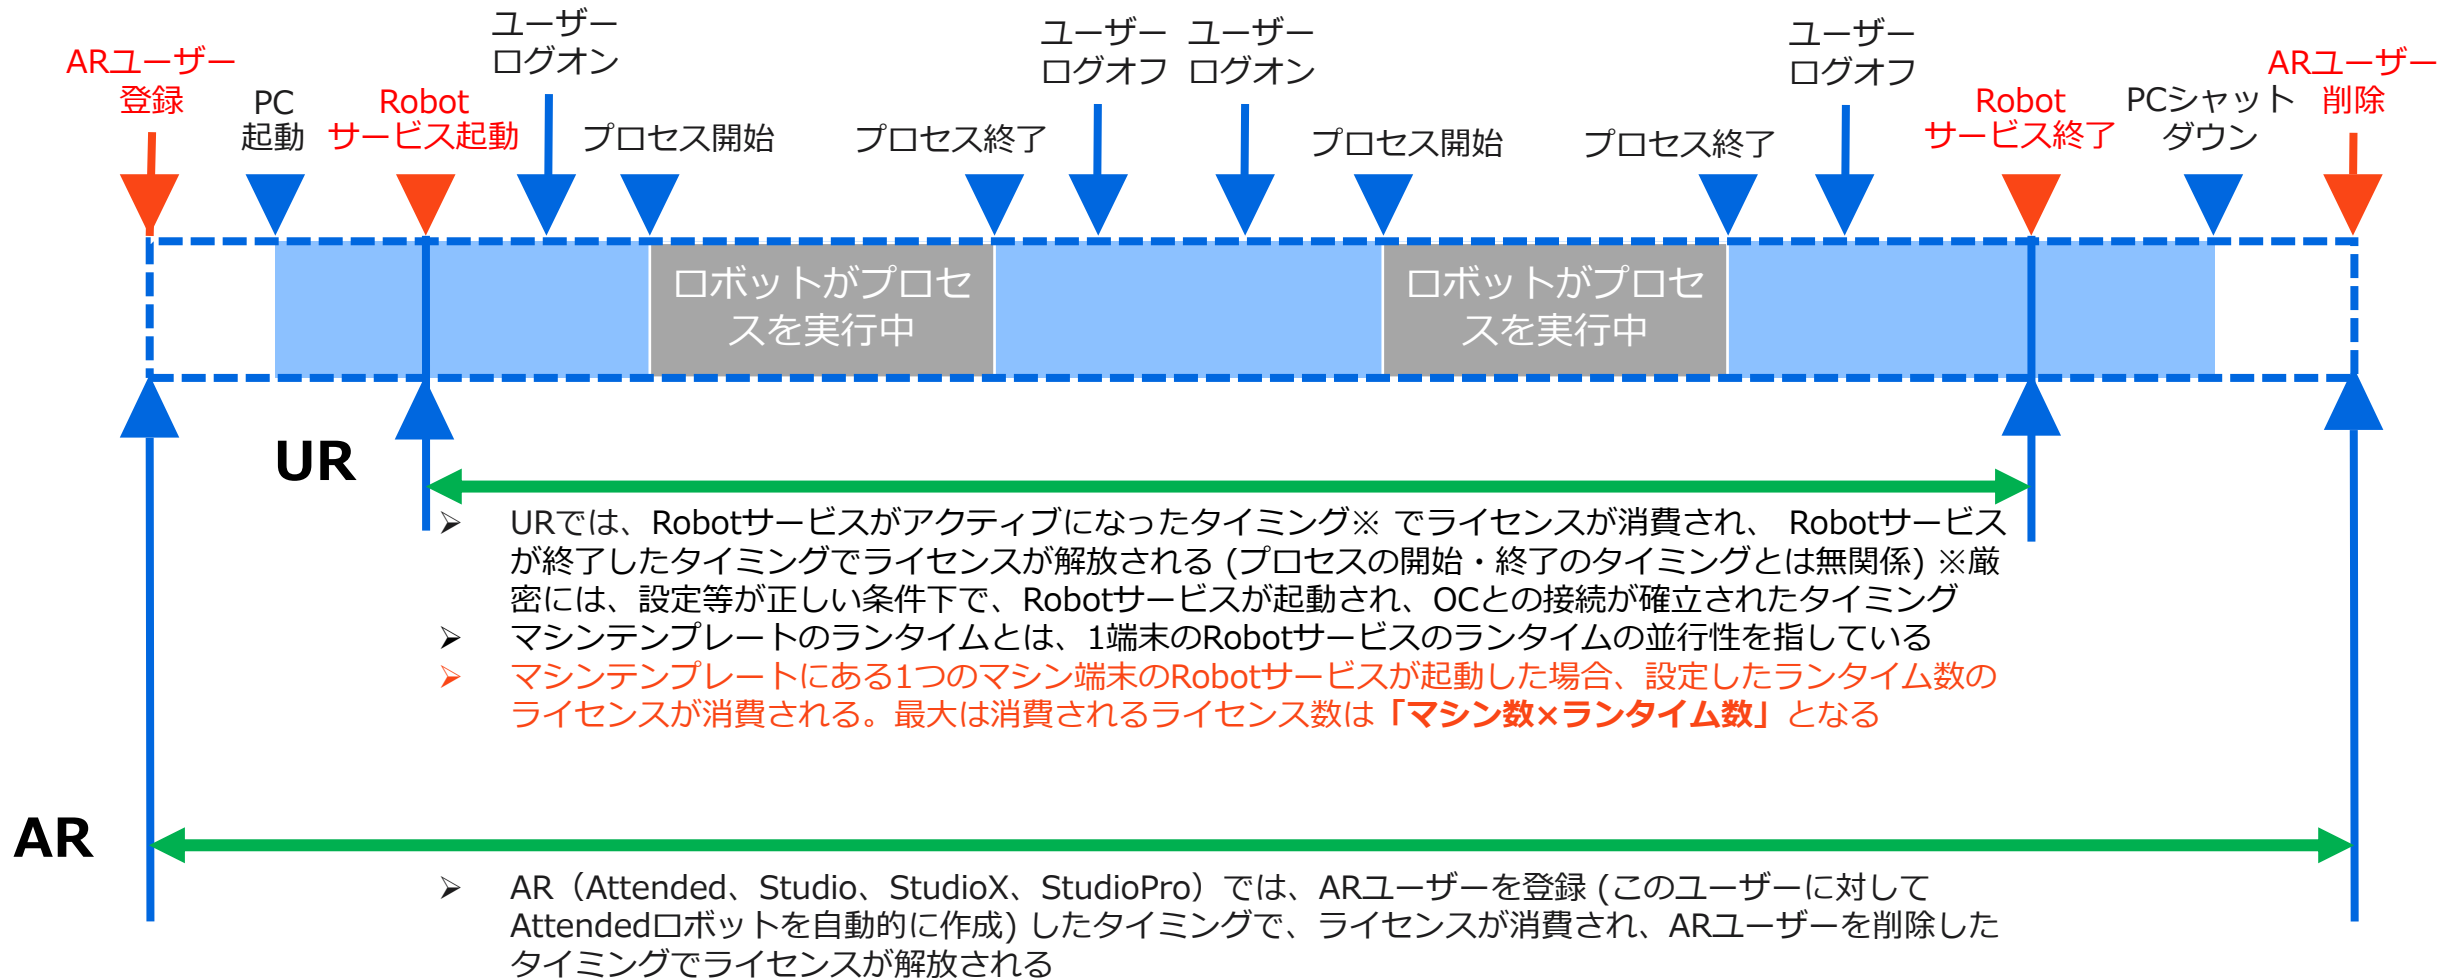 ARユーザー
登録
PC
起動
Robot
サービス起動
ユーザー
ログオン
プロセス開始
プロセス終了
ユーザー
ログオフ
ユーザー
ログオン
プロセス開始
プロセス終了
ユーザー
ログオフ
Robot
サービス終了
PCシャット
ダウン
ARユーザー
削除
ロボットがプロセ
スを実行中
ロボットがプロセ
スを実行中
UR
➢ URでは、Robotサービスがアクティブになったタイミング※ でライセンスが消費され、 Robotサービス
が終了したタイミングでライセンスが解放される (プロセスの開始・終了のタイミングとは無関係) ※厳
密には、設定等が正しい条件下で、Robotサービスが起動され、OCとの接続が確立されたタイミング
➢ マシンテンプレートのランタイムとは、1端末のRobotサービスのランタイムの並行性を指している
➢ マシンテンプレートにある1つのマシン端末のRobotサービスが起動した場合、設定したランタイム数の
ライセンスが消費される。最大は消費されるライセンス数は「マシン数×ランタイム数」となる
AR
➢ AR（Attended、Studio、StudioX、StudioPro）では、ARユーザーを登録 (このユーザーに対して
Attendedロボットを自動的に作成) したタイミングで、ライセンスが消費され、ARユーザーを削除した
タイミングでライセンスが解放される